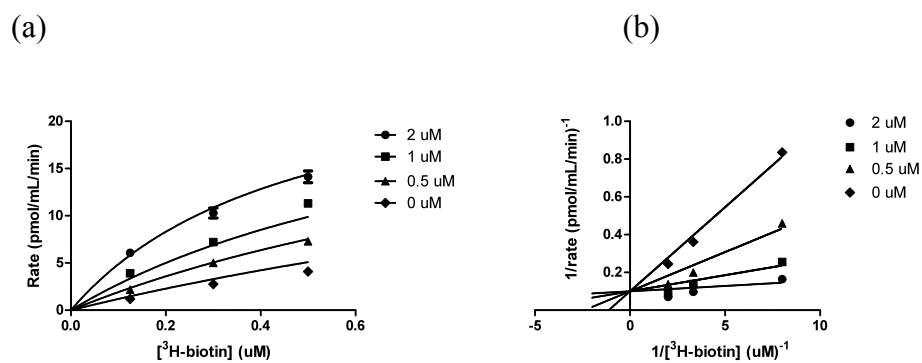 (a)
(b)
Rate (pmol/mL/min)
20
15
10
5
0
0.0
0.2
0.4
0.6
[³H-biotin] (uM)
2 uM
1 uM
0.5 uM
0 uM
1/rate (pmol/mL/min)⁻¹
1.0
0.8
0.6
0.4
0.2
-5
0
5
10
1/[³H-biotin] (uM)⁻¹
2 uM
1 uM
0.5 uM
0 uM